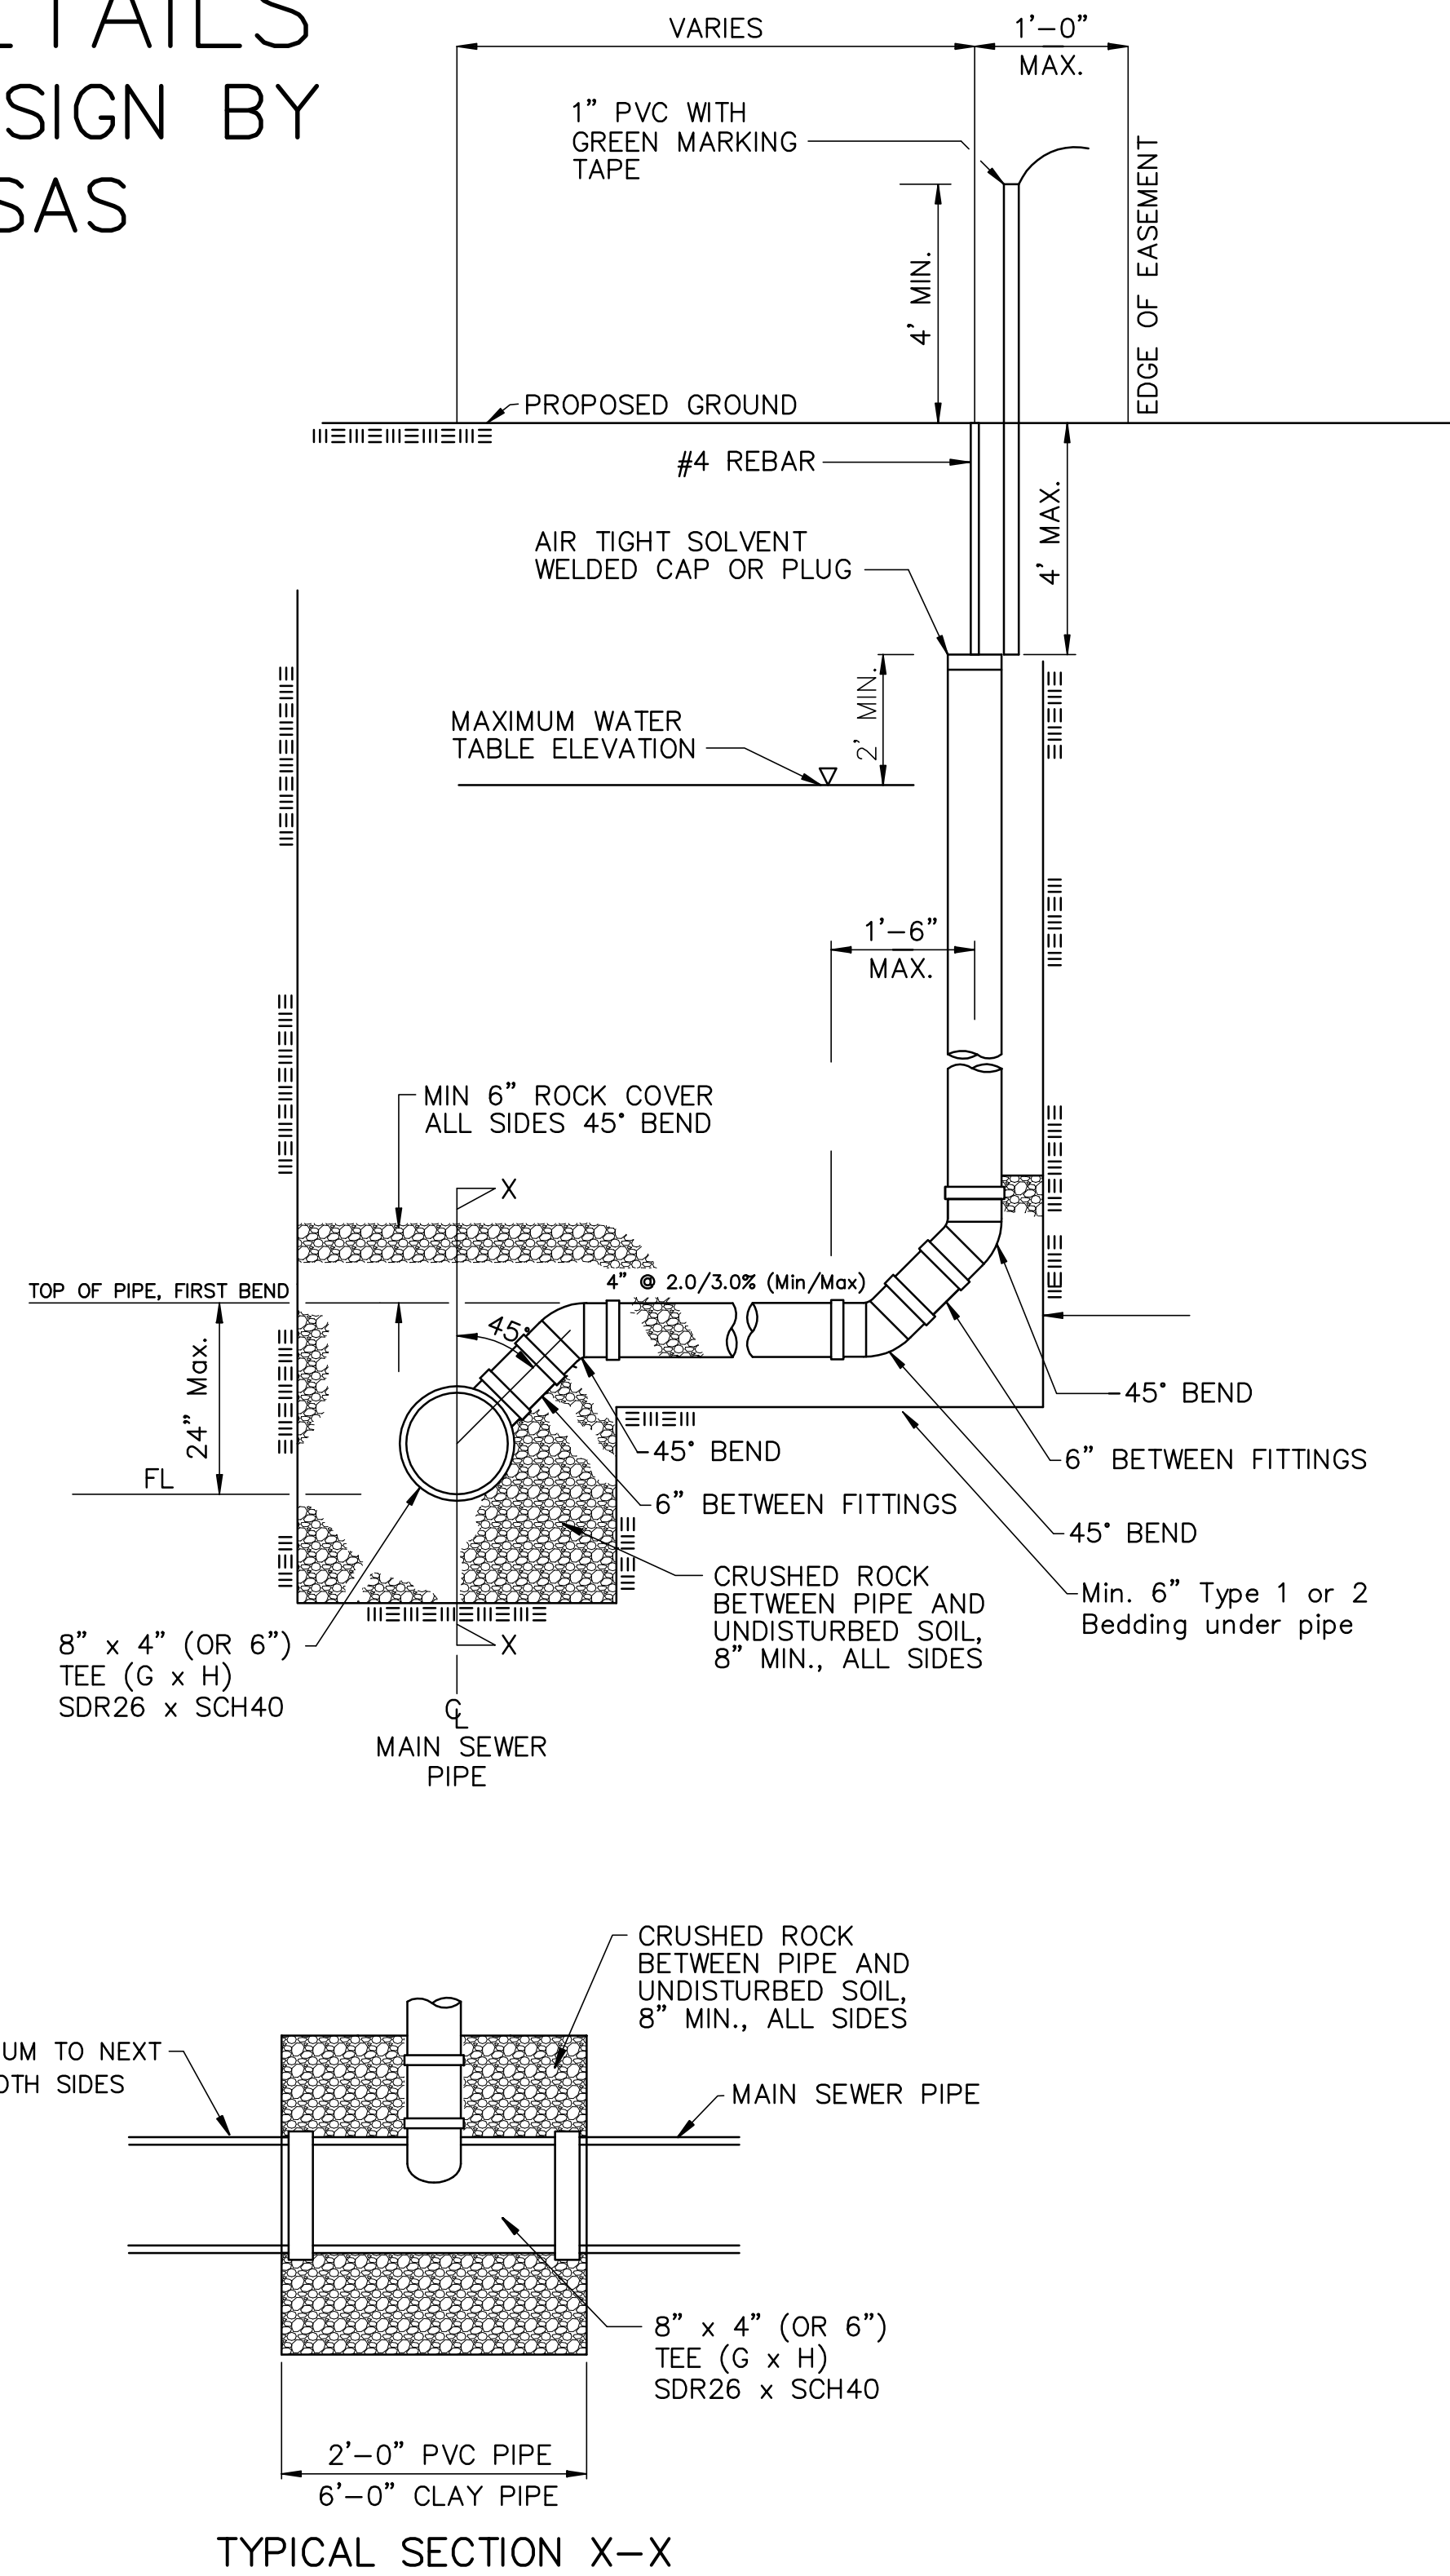 ETAILS
SIGN BY
SAS
VARIES
1'-0"
MAX.
1" PVC WITH
GREEN MARKING
TAPE
EDGE OF EASEMENT
4' MIN.
PROPOSED GROUND
#4 REBAR
4' MAX.
AIR TIGHT SOLVENT
WELDED CAP OR PLUG
2' MIN.
MAXIMUM WATER
TABLE ELEVATION
1'-6"
MAX.
MIN 6" ROCK COVER
ALL SIDES 45° BEND
X
4" @ 2.0/3.0% (Min/Max)
TOP OF PIPE, FIRST BEND
45°
24" Max.
45° BEND
45° BEND
6" BETWEEN FITTINGS
FL
6" BETWEEN FITTINGS
45° BEND
CRUSHED ROCK
BETWEEN PIPE AND
UNDISTURBED SOIL,
8" MIN., ALL SIDES
Min. 6" Type 1 or 2
Bedding under pipe
8" x 4" (OR 6")
TEE (G x H)
SDR26 x SCH40
X
CL
MAIN SEWER
PIPE
CRUSHED ROCK
BETWEEN PIPE AND
UNDISTURBED SOIL,
8" MIN., ALL SIDES
UM TO NEXT
OTH SIDES
MAIN SEWER PIPE
8" x 4" (OR 6")
TEE (G x H)
SDR26 x SCH40
2'-0" PVC PIPE
6'-0" CLAY PIPE
TYPICAL SECTION X-X